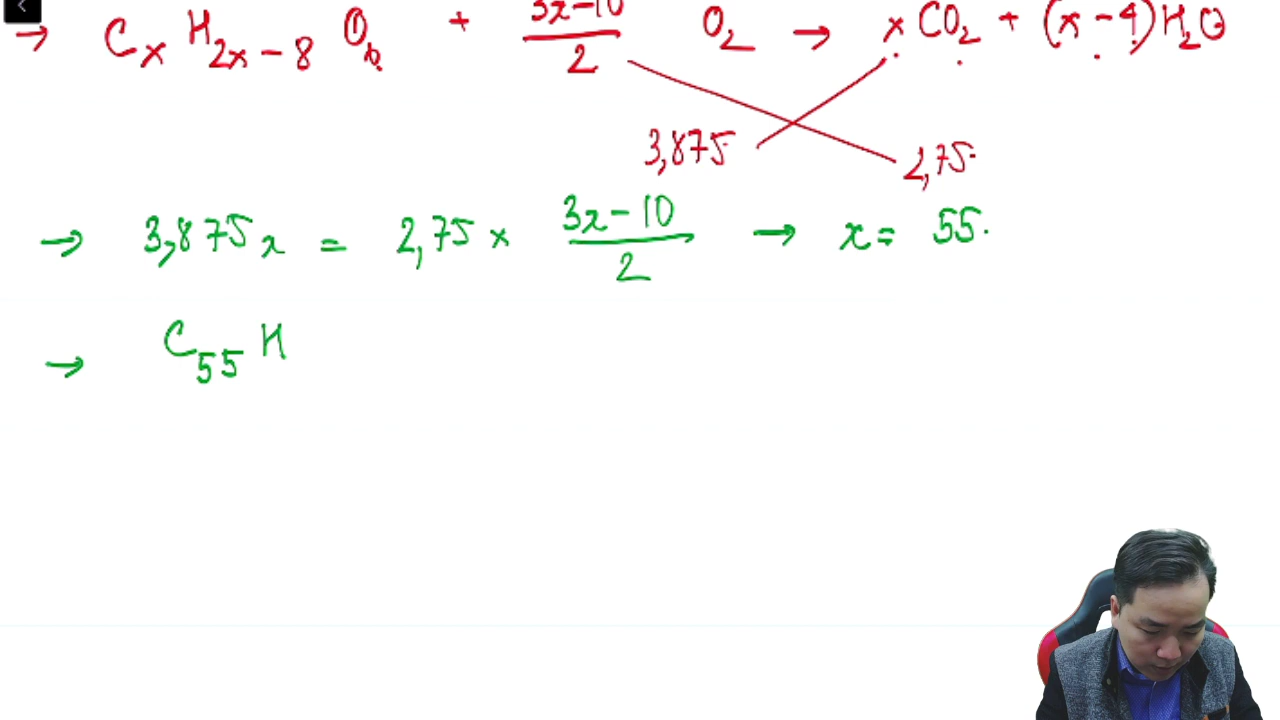 → CxH2x-8O6 + 3x-10/2 O2 → xCO2 + (x-4)H2O
3,875 2,75
→ 3,875x = 2,75 × 3x-10/2 → x = 55.
→ C55H